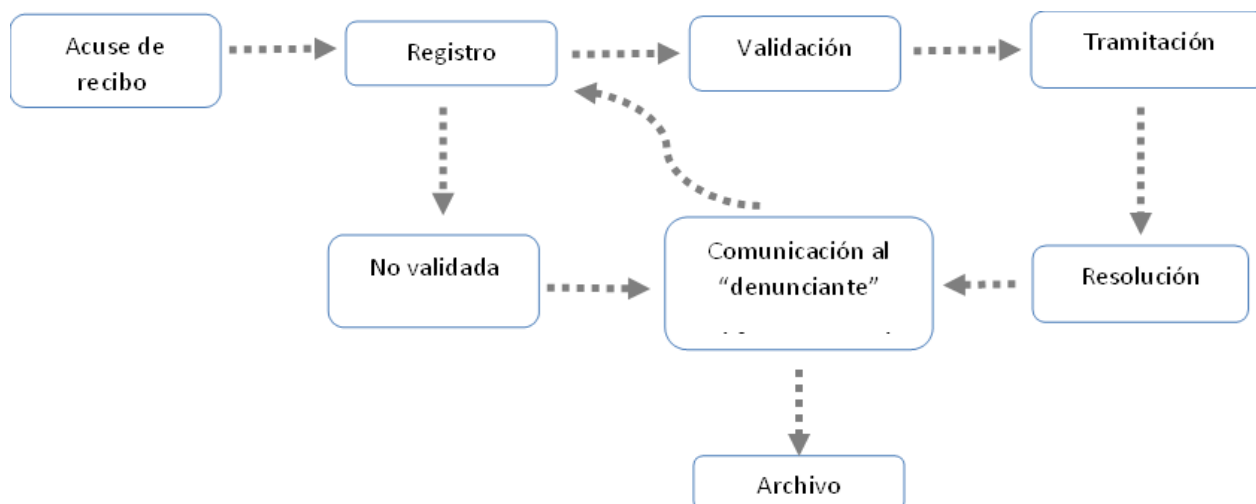 Acuse de
recibo
Registro
Validación
Tramitación
No validada
Comunicación al
“denunciante”
Resolución
Archivo